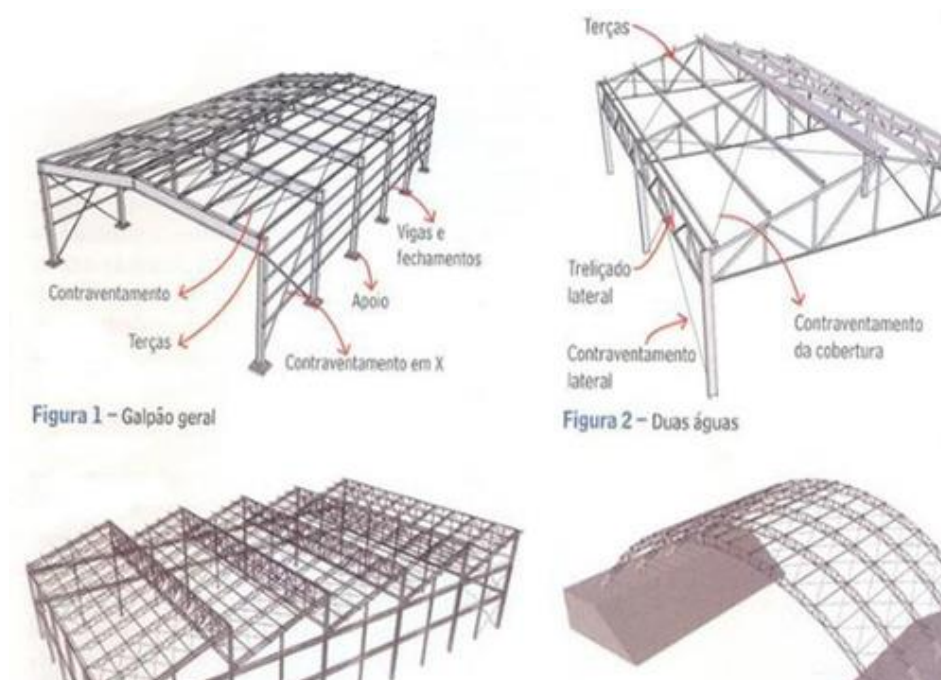 Contraventamento
Terças
Contraventamento em X
Apoio
Vigas e
fechamentos
Figura 1 – Galpão geral
Terças
Treliçado
lateral
Contraventamento
lateral
Contraventamento
da cobertura
Figura 2 – Duas águas